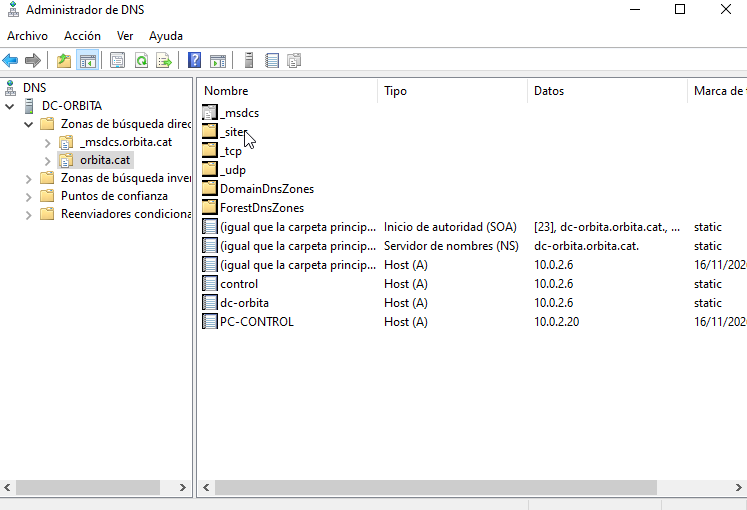 Administrador de DNS
Archivo Acción Ver Ayuda
DNS
DC-ORBITA
Zonas de búsqueda direc
_msdcs.orbita.cat
orbita.cat
Zonas de búsqueda inver
Puntos de confianza
Reenviadores condiciona
Nombre Tipo Datos Marca de t
_msdcs
_sites
_tcp
_udp
DomainDnsZones
ForestDnsZones
(igual que la carpeta princip... Inicio de autoridad (SOA) [23], dc-orbita.orbita.cat., ... static
(igual que la carpeta princip... Servidor de nombres (NS) dc-orbita.orbita.cat. static
(igual que la carpeta princip... Host (A) 10.0.2.6 16/11/202
control Host (A) 10.0.2.6 static
dc-orbita Host (A) 10.0.2.6 static
PC-CONTROL Host (A) 10.0.2.20 16/11/202